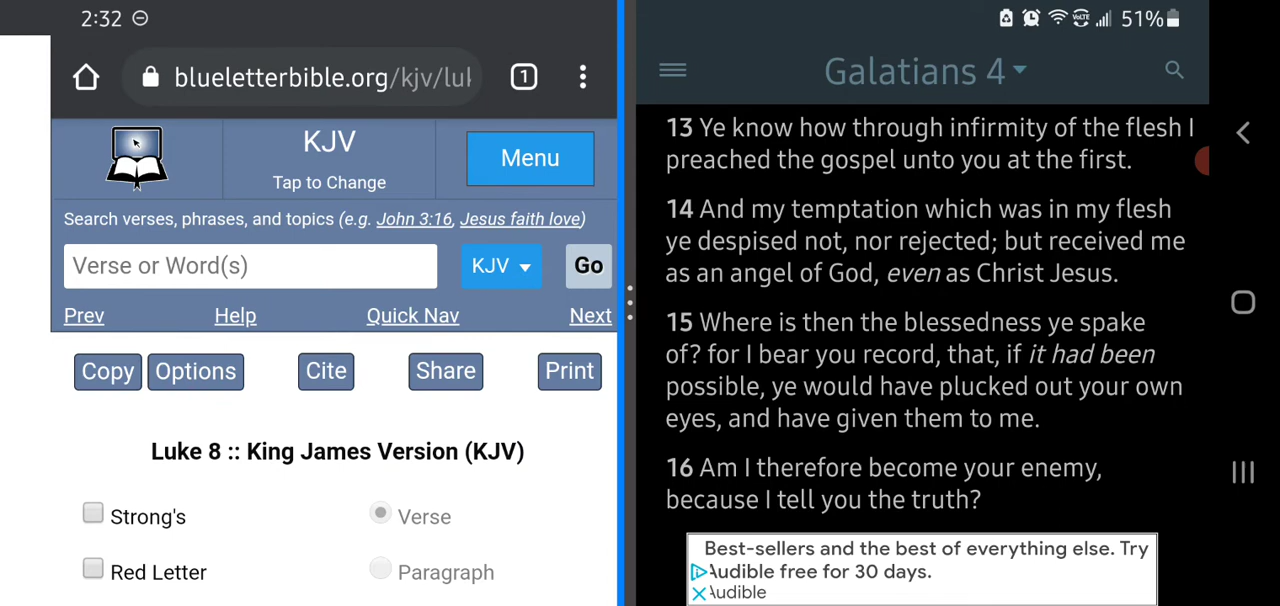 2:32
51%
blueletterbible.org/kjv/luk
1
KJV
Tap to Change
Menu
Search verses, phrases, and topics (e.g. John 3:16, Jesus faith love)
Verse or Word(s)
KJV
Go
Prev
Help
Quick Nav
Next
Copy
Options
Cite
Share
Print
Luke 8 :: King James Version (KJV)
Strong's
Verse
Red Letter
Paragraph
Galatians 4
13 Ye know how through infirmity of the flesh I
preached the gospel unto you at the first.
14 And my temptation which was in my flesh
ye despised not, nor rejected; but received me
as an angel of God, even as Christ Jesus.
15 Where is then the blessedness ye spake
of? for I bear you record, that, if it had been
possible, ye would have plucked out your own
eyes, and have given them to me.
16 Am I therefore become your enemy,
because I tell you the truth?
Best-sellers and the best of everything else. Try
Audible free for 30 days.
Audible